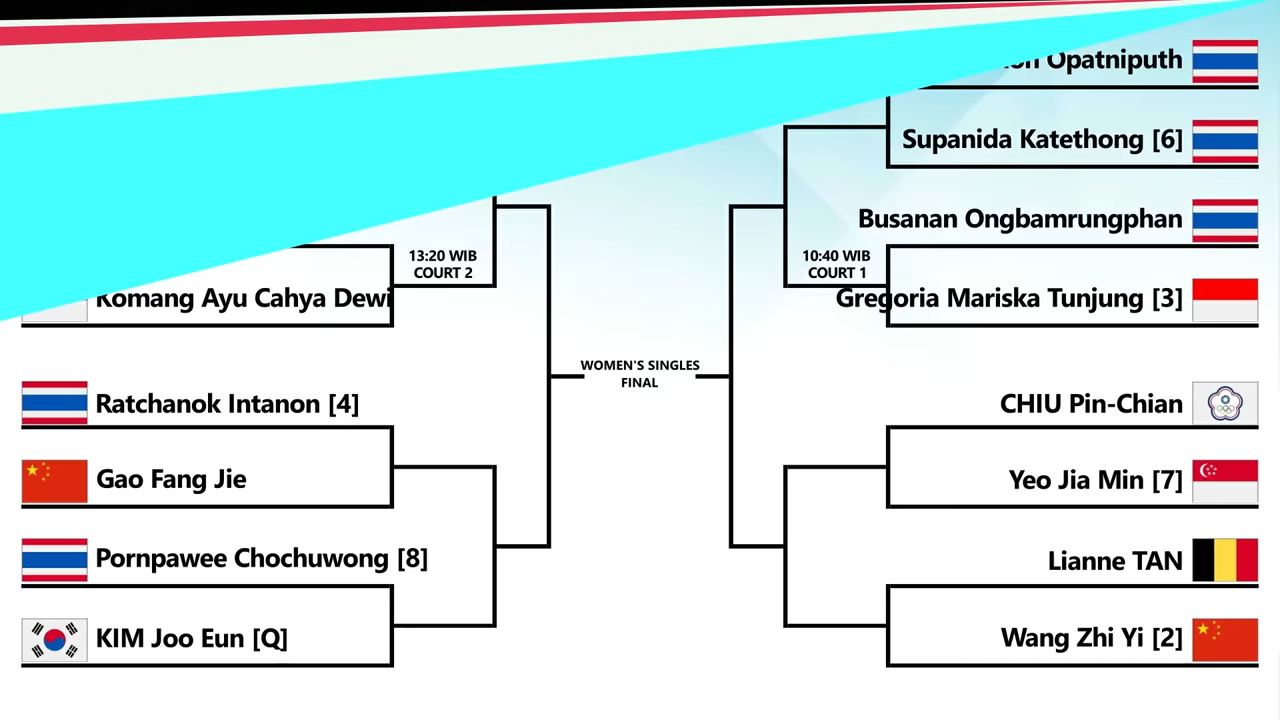 Opatniputh
Supanida Katethong [6]
Busanan Ongbamrungphan
13:20 WIB
COURT 2
10:40 WIB
COURT 1
Komang Ayu Cahya Dewi
Gregoria Mariska Tunjung [3]
WOMEN'S SINGLES
FINAL
Ratchanok Intanon [4]
CHIU Pin-Chian
Gao Fang Jie
Yeo Jia Min [7]
Pornpawee Chochuwong [8]
Lianne TAN
KIM Joo Eun [Q]
Wang Zhi Yi [2]